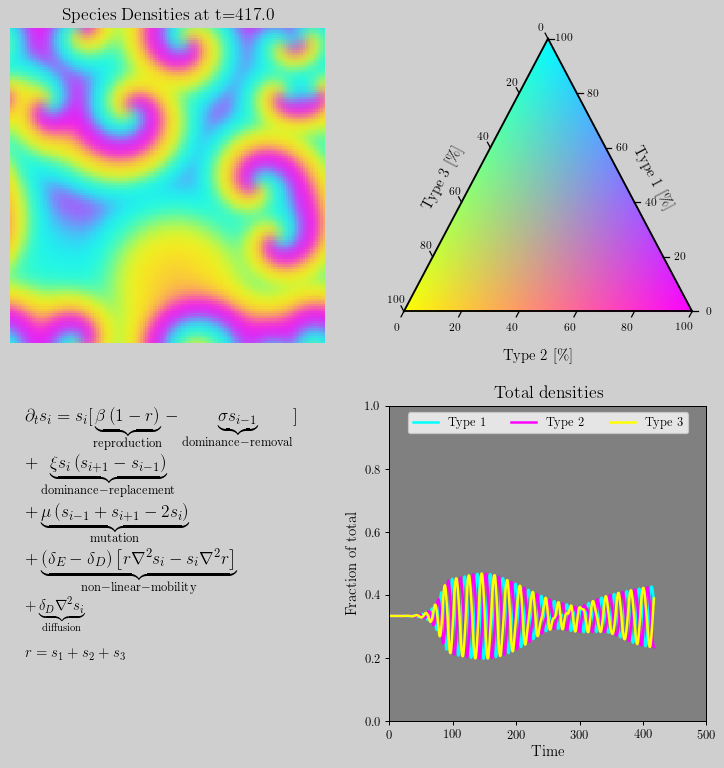 Species Densities at t=417.0
0
100
20
80
40
60
Type 3 [%]
Type 1 [%]
60
40
80
20
100
0
0 20 40 60 80 100
Type 2 [%]
∂ₜsᵢ = sᵢ[ β (1 − r) − σsᵢ₋₁ ]
reproduction dominance−removal
+ ξsᵢ (sᵢ₊₁ − sᵢ₋₁)
dominance−replacement
+ μ (sᵢ₋₁ + sᵢ₊₁ − 2sᵢ)
mutation
+ (δ_E − δ_D) [r∇²sᵢ − sᵢ∇²r]
non−linear−mobility
+ δ_D∇²sᵢ
diffusion
r = s₁ + s₂ + s₃
Total densities
Type 1 Type 2 Type 3
1.0
0.8
0.6
0.4
0.2
0.0
Fraction of total
0 100 200 300 400 500
Time